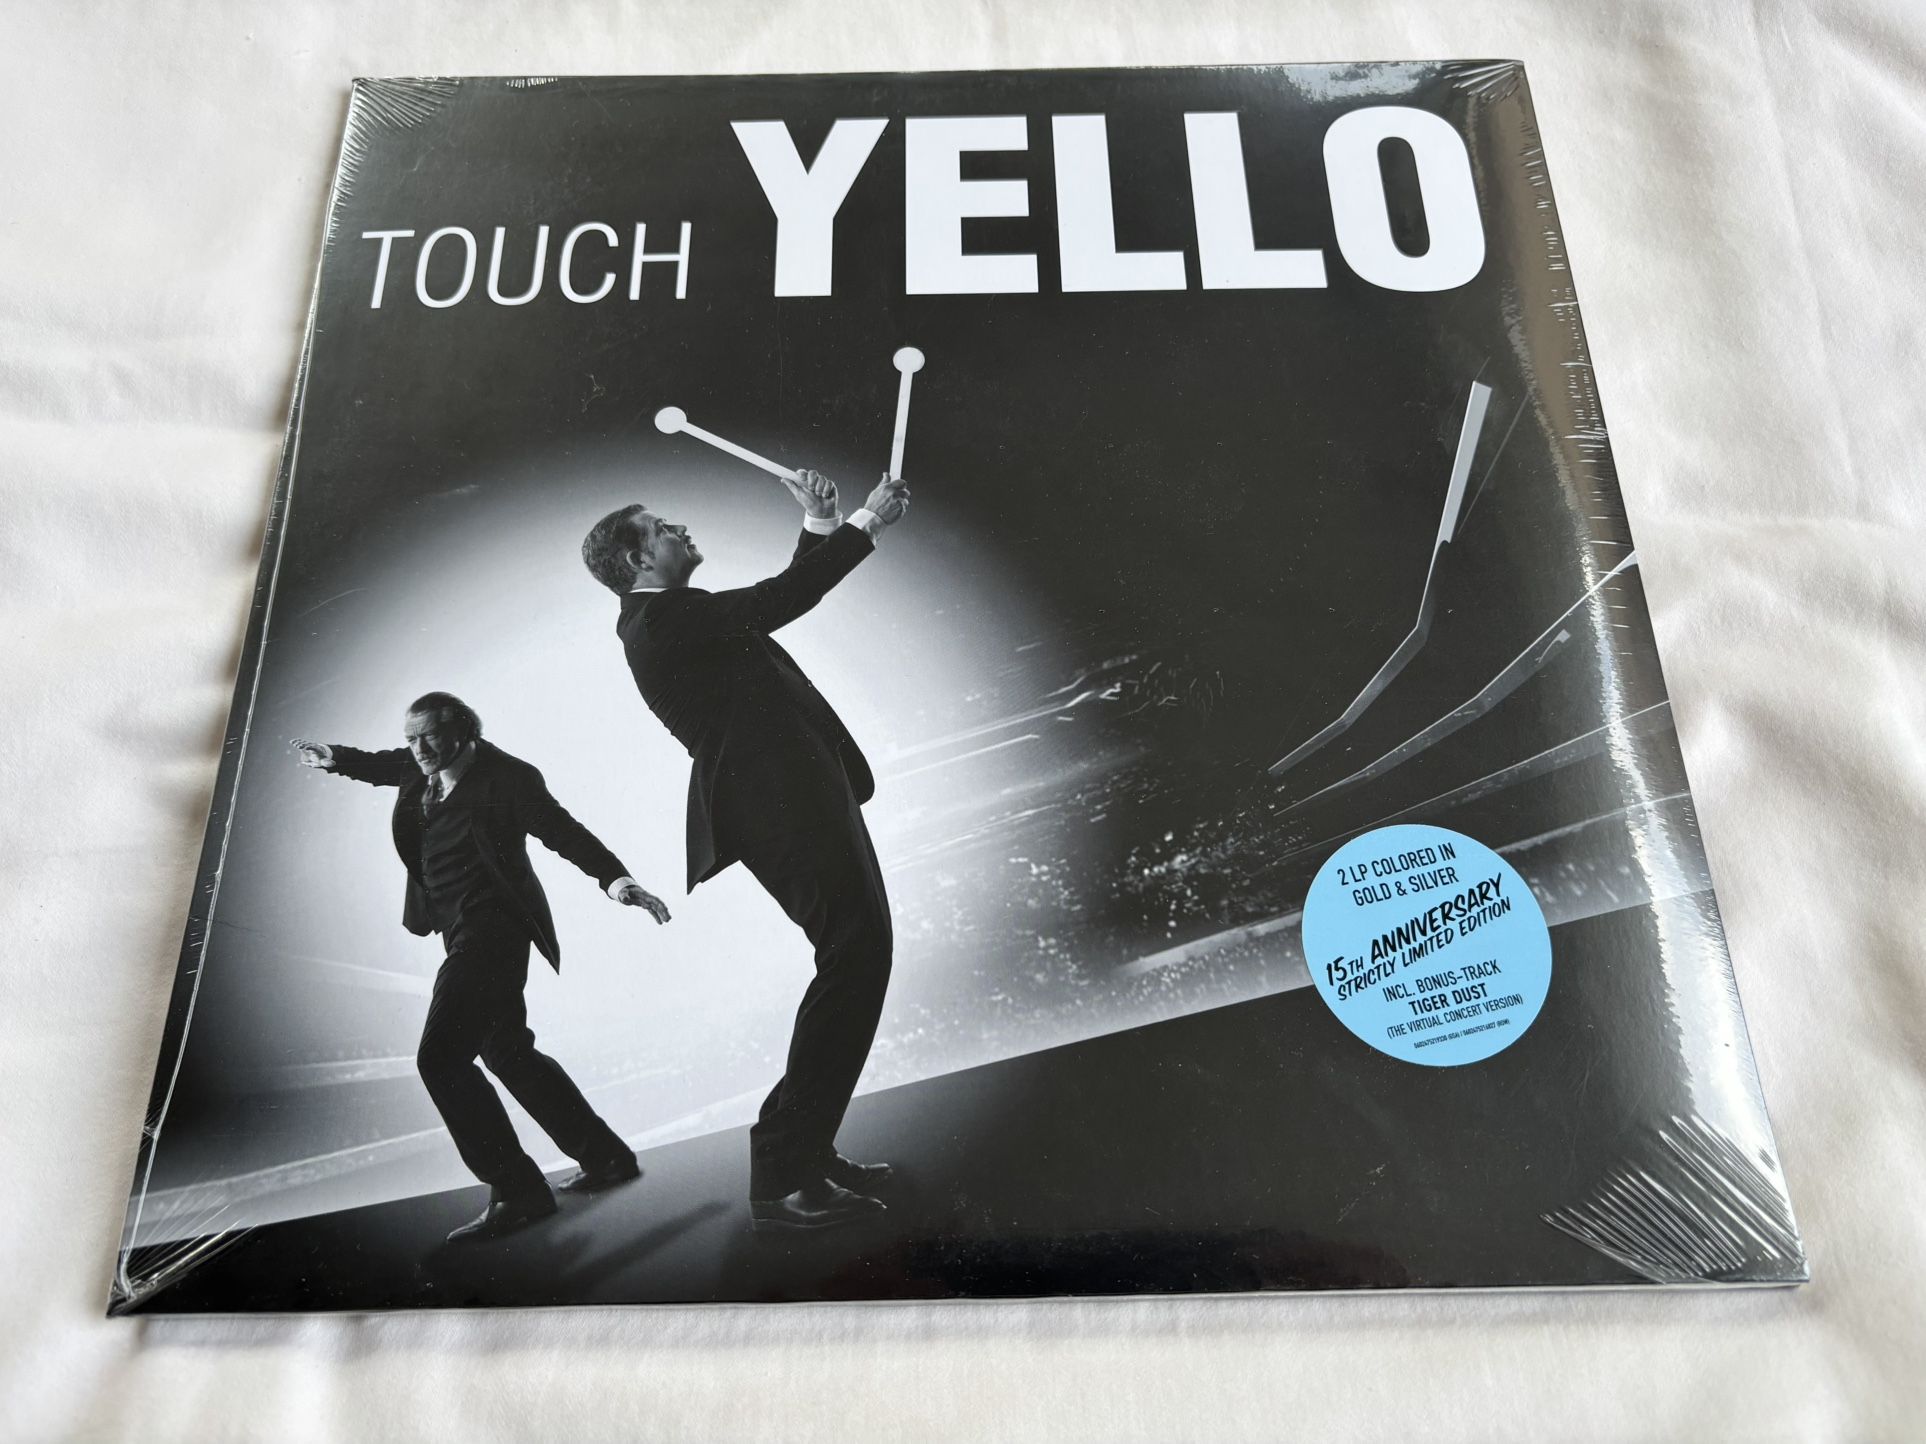 TOUCH YELLO
2 LP COLORED IN
GOLD & SILVER
15TH ANNIVERSARY
STRICTLY LIMITED EDITION
INCL. BONUS-TRACK
TIGER DUST
(THE VIRTUAL CONCERT VERSION)